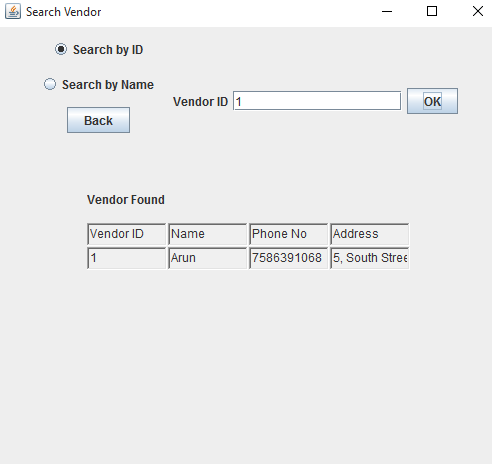 Search Vendor
Search by ID
Search by Name
Vendor ID 1 OK
Back
Vendor Found
Vendor ID Name Phone No Address
1 Arun 7586391068 5, South